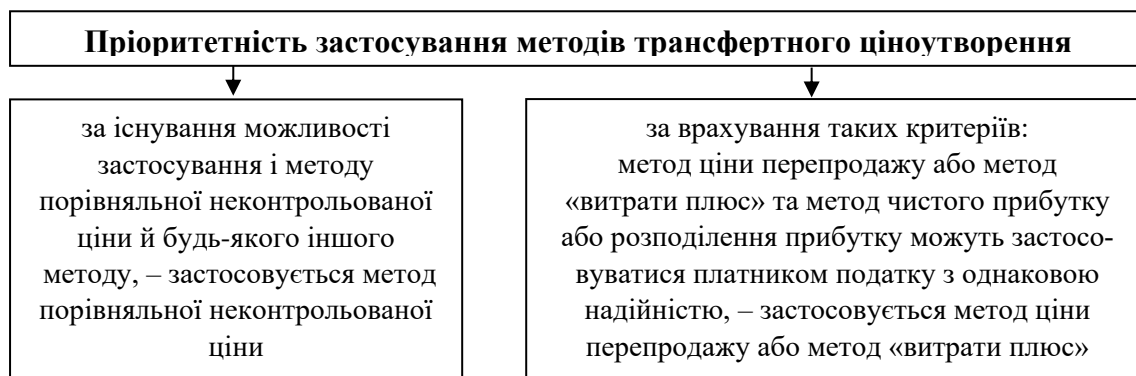 Пріоритетність застосування методів трансфертного ціноутворення
за існування можливості
застосування і методу
порівняльної неконтрольованої
ціни й будь-якого іншого
методу, – застосовується метод
порівняльної неконтрольованої
ціни
за врахування таких критеріїв:
метод ціни перепродажу або метод
«витрати плюс» та метод чистого прибутку
або розподілення прибутку можуть застосо-
вуватися платником податку з однаковою
надійністю, – застосовується метод ціни
перепродажу або метод «витрати плюс»